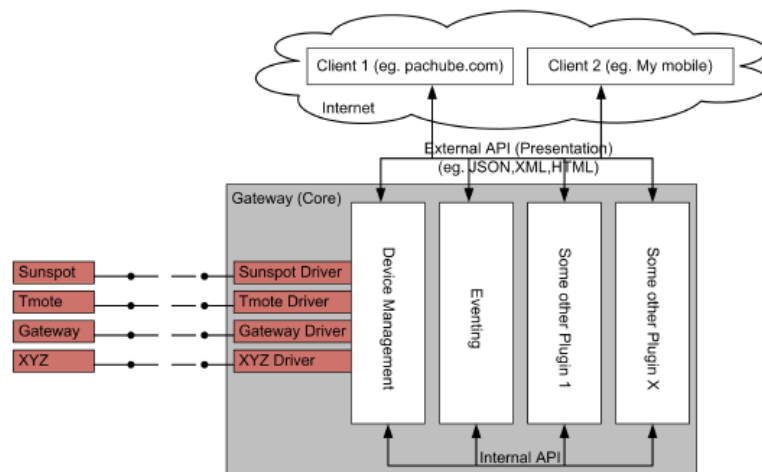 Client 1 (eg. pachube.com)
Client 2 (eg. My mobile)
Internet
External API (Presentation)
(eg. JSON,XML,HTML)
Gateway (Core)
Device Management
Eventing
Some other Plugin 1
Some other Plugin X
Sunspot
Sunspot Driver
Tmote
Tmote Driver
Gateway
Gateway Driver
XYZ
XYZ Driver
Internal API